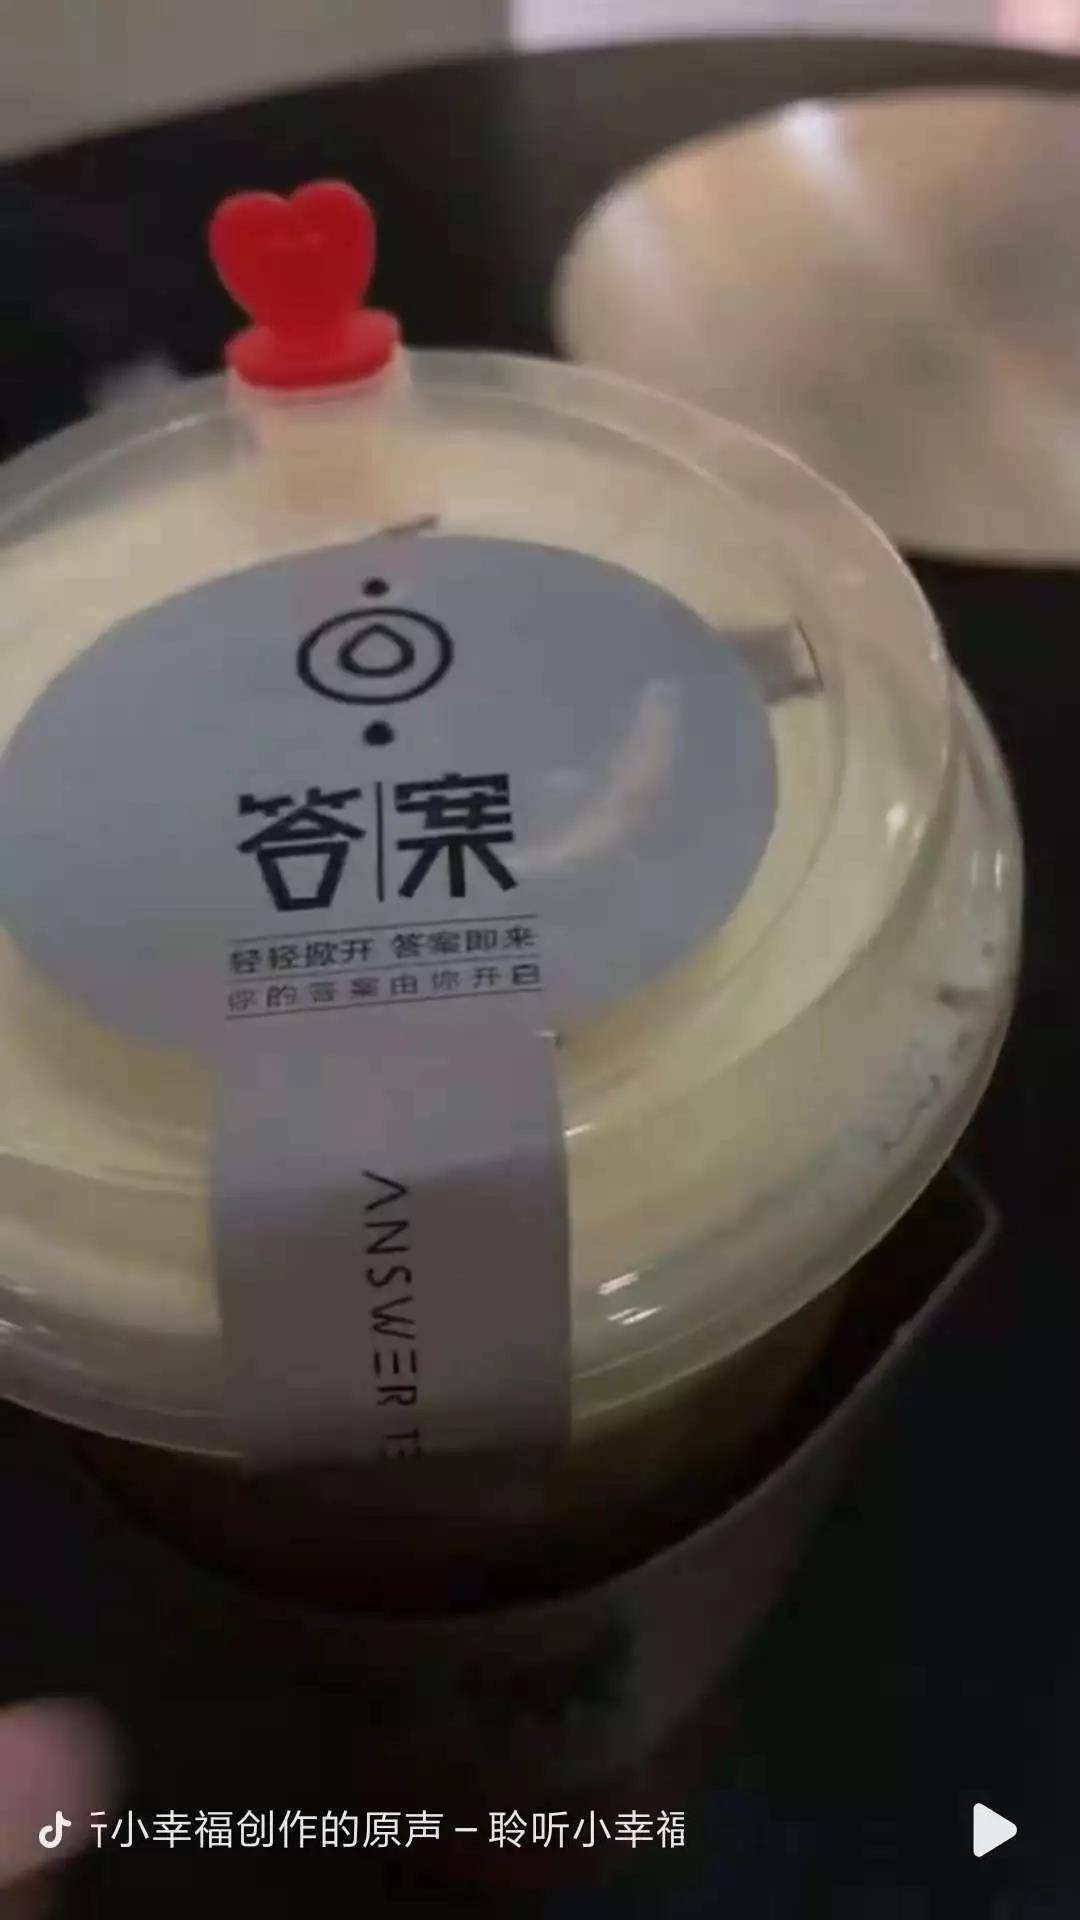 答|案
轻轻掀开 答案即来
你的答案由你开启
ANSWER
小幸福创作的原声 – 聆听小幸福